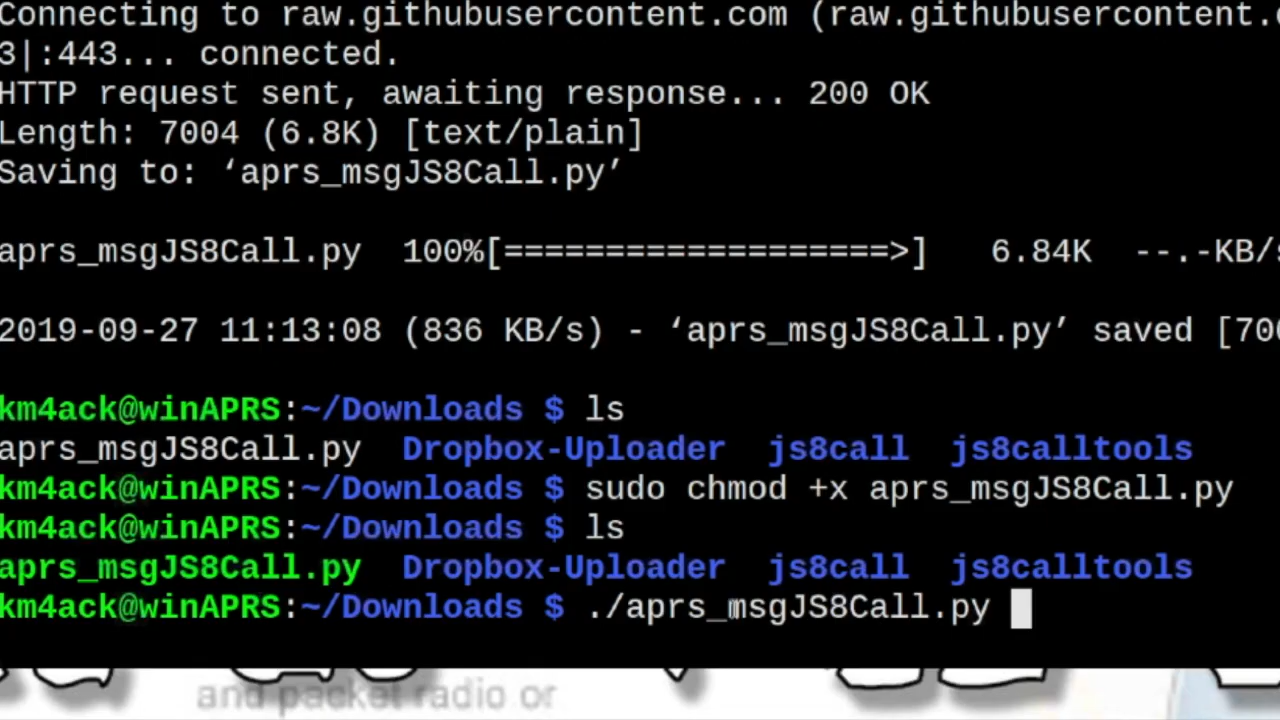 Connecting to raw.githubusercontent.com (raw.githubusercontent.
3|:443... connected.
HTTP request sent, awaiting response... 200 OK
Length: 7004 (6.8K) [text/plain]
Saving to: ‘aprs_msgJS8Call.py’
aprs_msgJS8Call.py 100%[===================>] 6.84K --.-KB/s
2019-09-27 11:13:08 (836 KB/s) - ‘aprs_msgJS8Call.py’ saved [700
km4ack@winAPRS:~/Downloads $ ls
aprs_msgJS8Call.py Dropbox-Uploader js8call js8calltools
km4ack@winAPRS:~/Downloads $ sudo chmod +x aprs_msgJS8Call.py
km4ack@winAPRS:~/Downloads $ ls
aprs_msgJS8Call.py Dropbox-Uploader js8call js8calltools
km4ack@winAPRS:~/Downloads $ ./aprs_msgJS8Call.py
and packet radio or